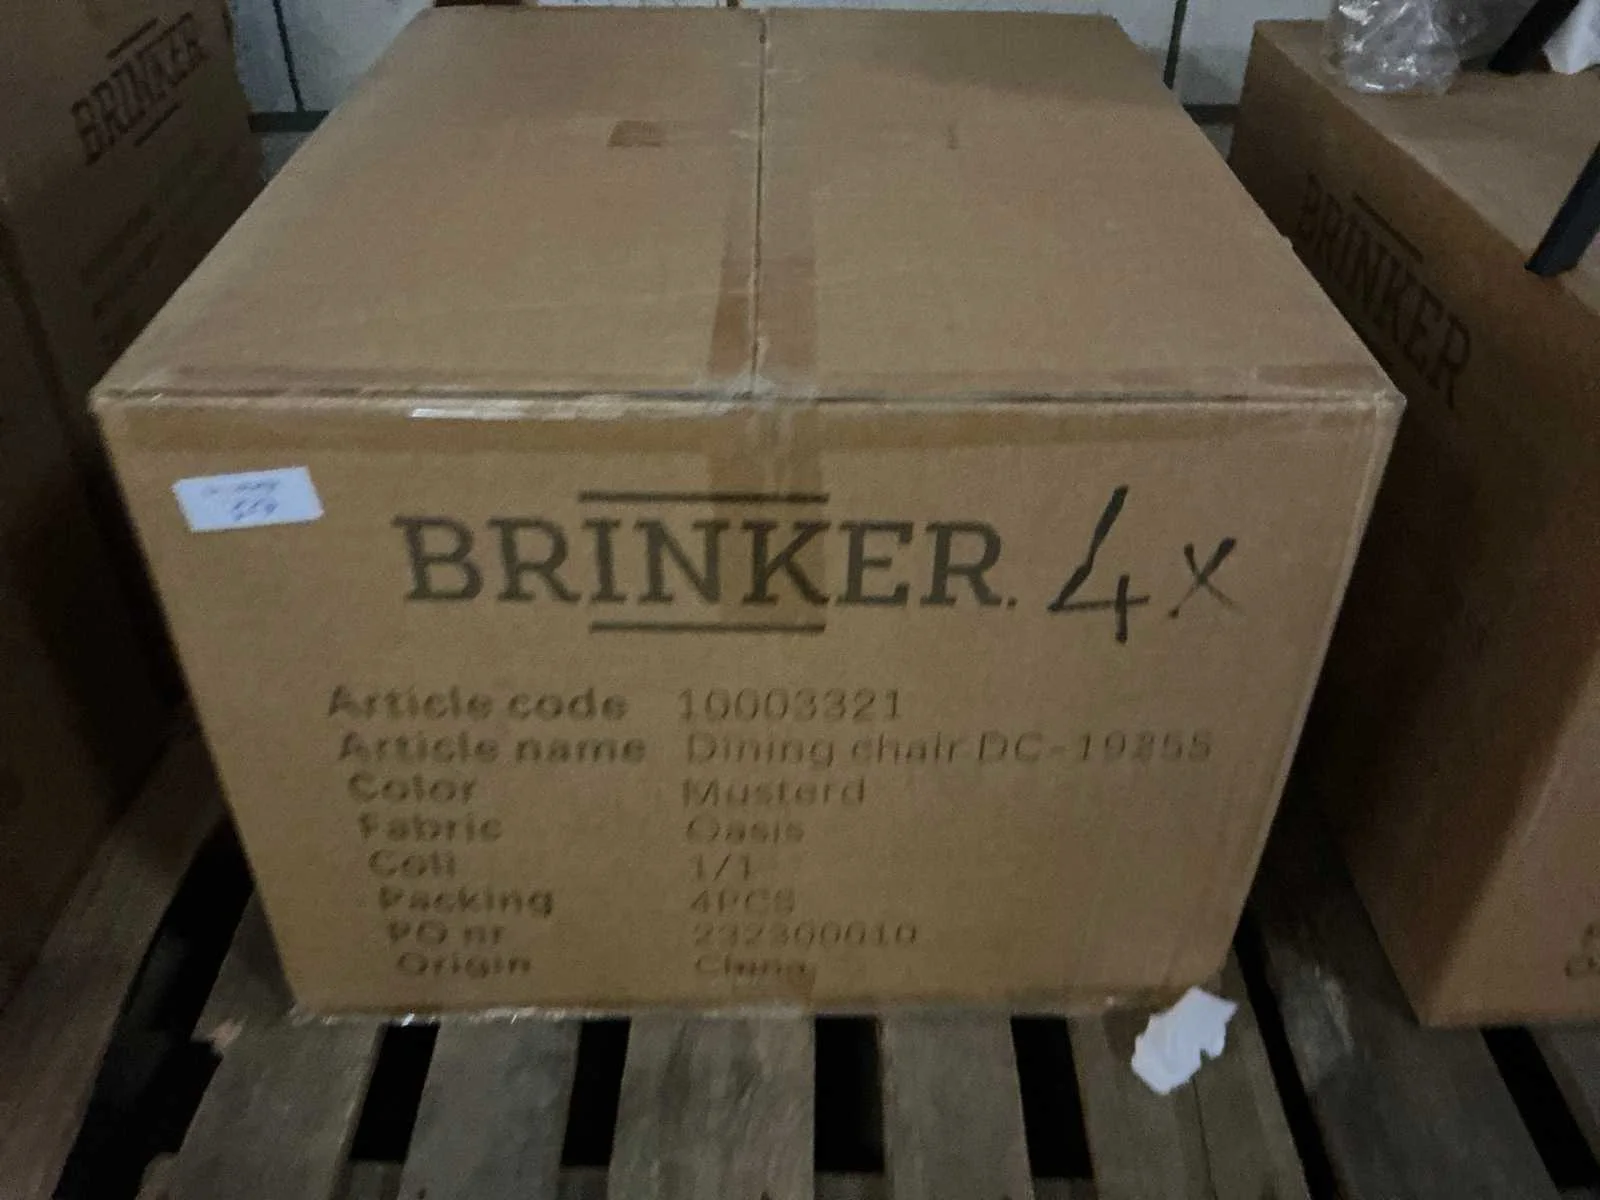 BRINKER
BRINKER
BRINKER. 4x
Article code 10003321
Article name Dining chair DC-19355
Color Musterd
Fabric Oasis
Coli 1/1
Packing 4PCS
PO nr 232300010
Origin China